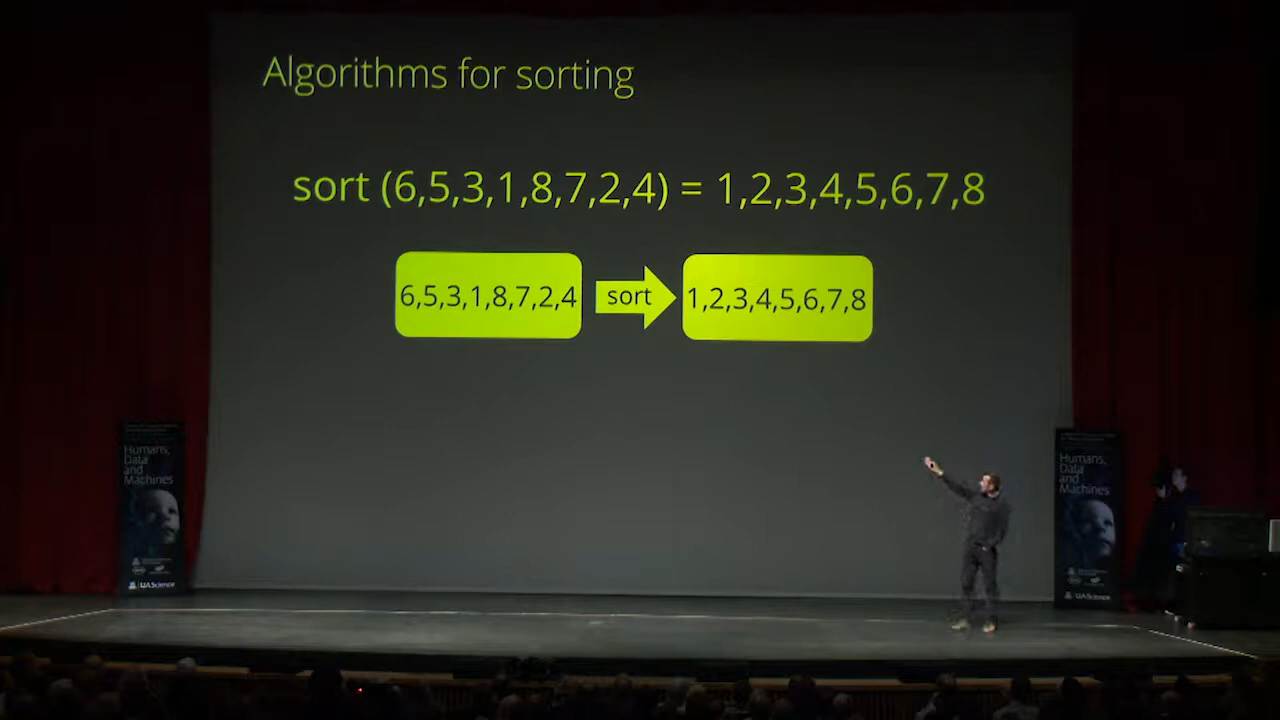 Algorithms for sorting
sort (6,5,3,1,8,7,2,4) = 1,2,3,4,5,6,7,8
6,5,3,1,8,7,2,4
sort
1,2,3,4,5,6,7,8
Humans,
Data
and
Machines
UAScience
Humans,
Data
and
Machines
UAScience